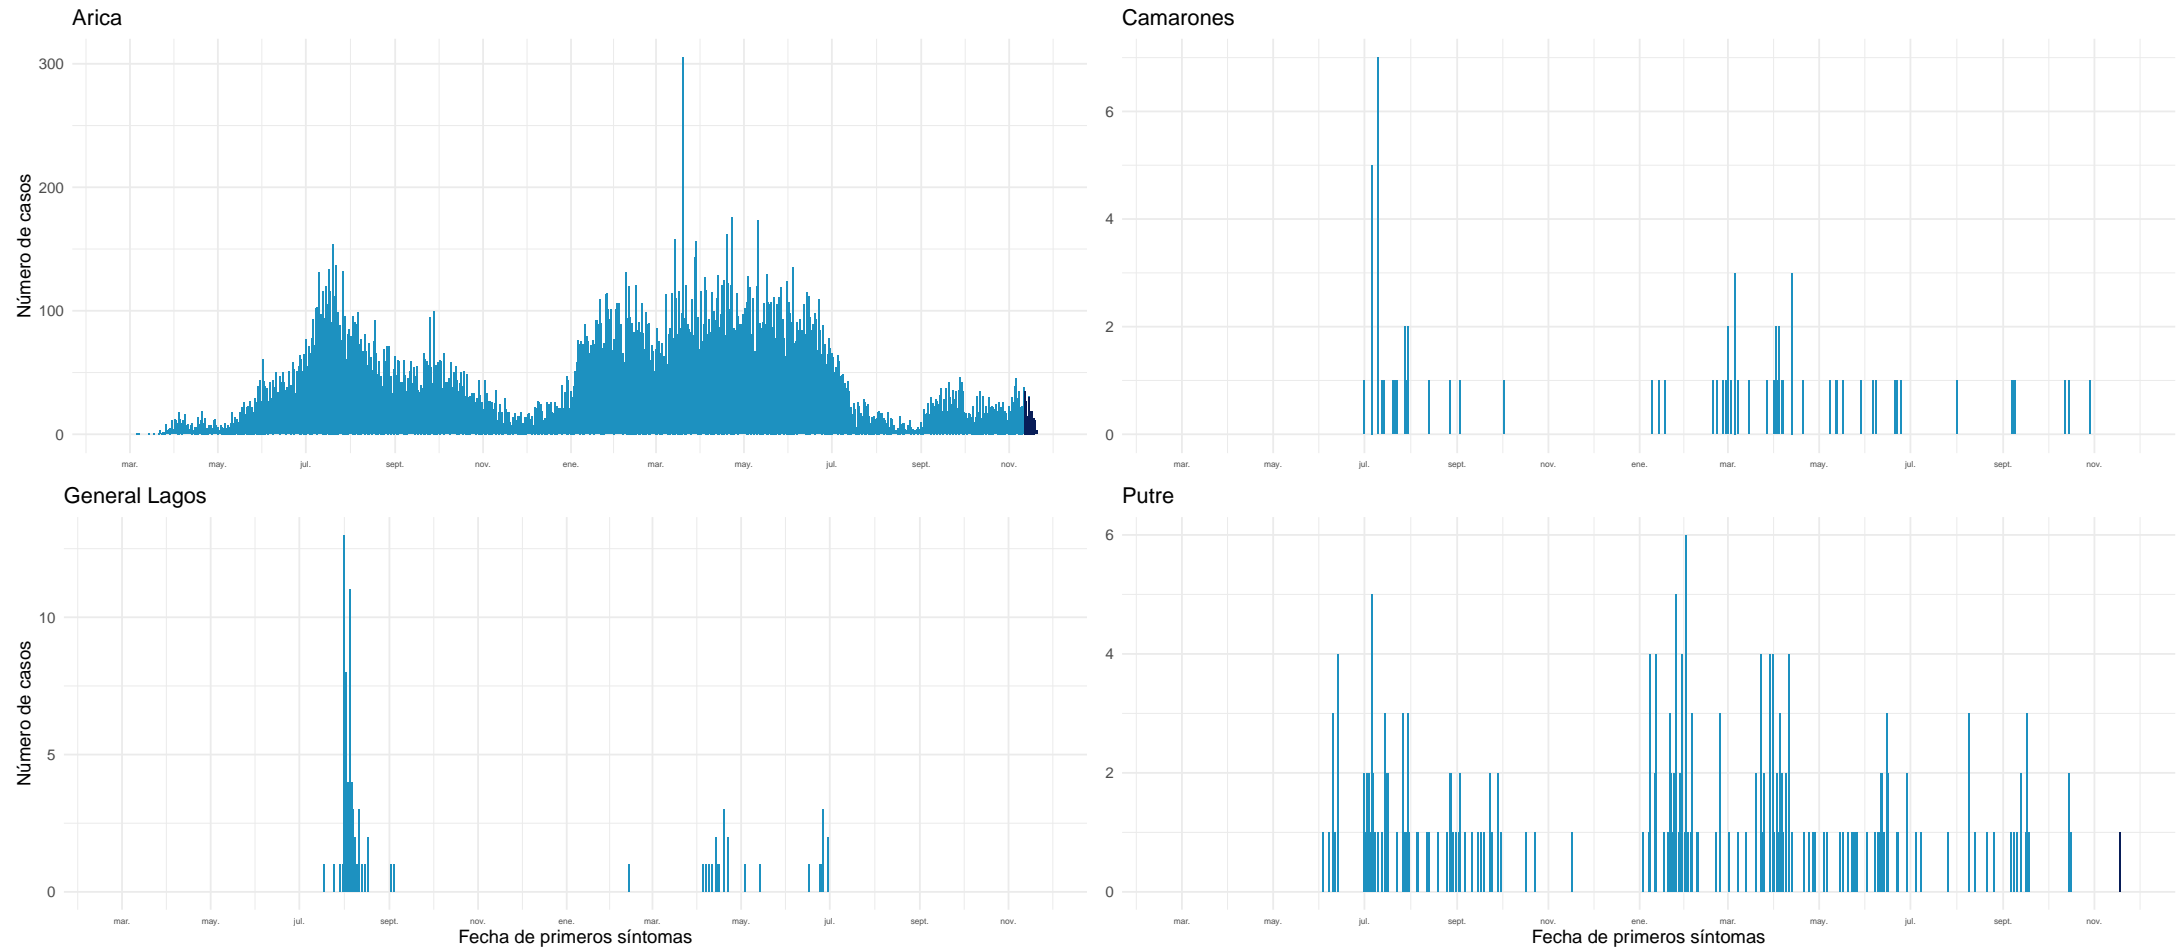 Arica
Número de casos
300
200
100
0
mar. may. jul. sept. nov. ene. mar. may. jul. sept. nov.
Camarones
6
4
2
0
mar. may. jul. sept. nov. ene. mar. may. jul. sept. nov.
General Lagos
Número de casos
10
5
0
mar. may. jul. sept. nov. ene. mar. may. jul. sept. nov.
Fecha de primeros síntomas
Putre
6
4
2
0
mar. may. jul. sept. nov. ene. mar. may. jul. sept. nov.
Fecha de primeros síntomas